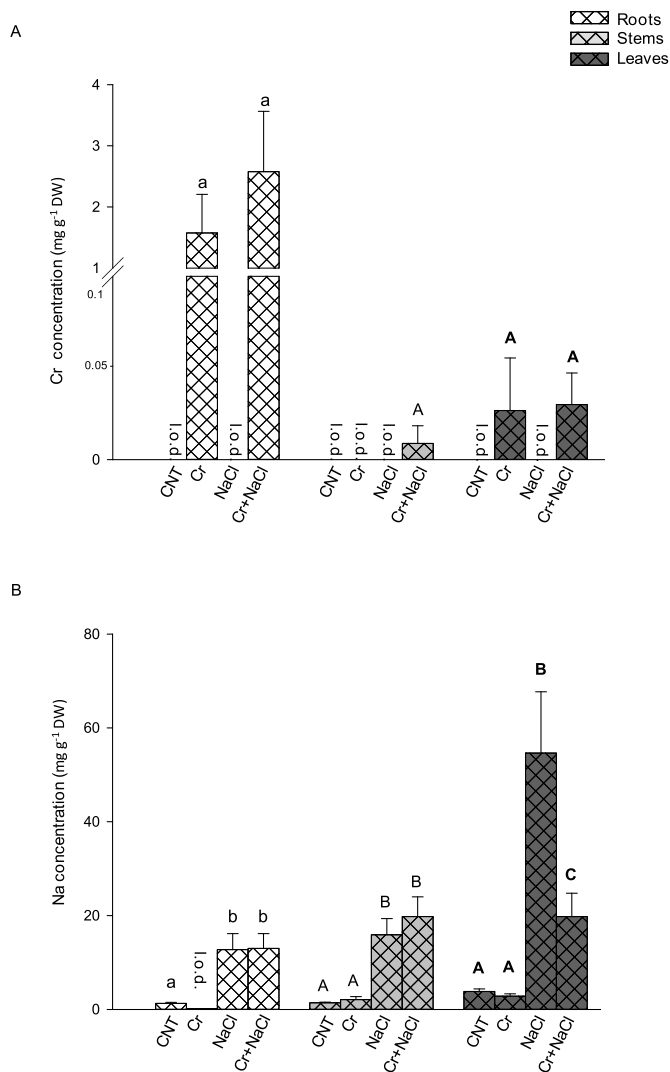 A
Roots
Stems
Leaves
4
3
2
1
0.1
0.05
0
Cr concentration (mg g⁻¹ DW)
a
a
A
A
A
l.o.d.
l.o.d.
l.o.d.
l.o.d.
l.o.d.
l.o.d.
l.o.d.
CNT Cr NaCl Cr+NaCl CNT Cr NaCl Cr+NaCl CNT Cr NaCl Cr+NaCl
B
80
60
40
20
0
Na concentration (mg g⁻¹ DW)
a
l.o.d.
b
b
A
A
B
B
A
A
B
C
CNT Cr NaCl Cr+NaCl CNT Cr NaCl Cr+NaCl CNT Cr NaCl Cr+NaCl